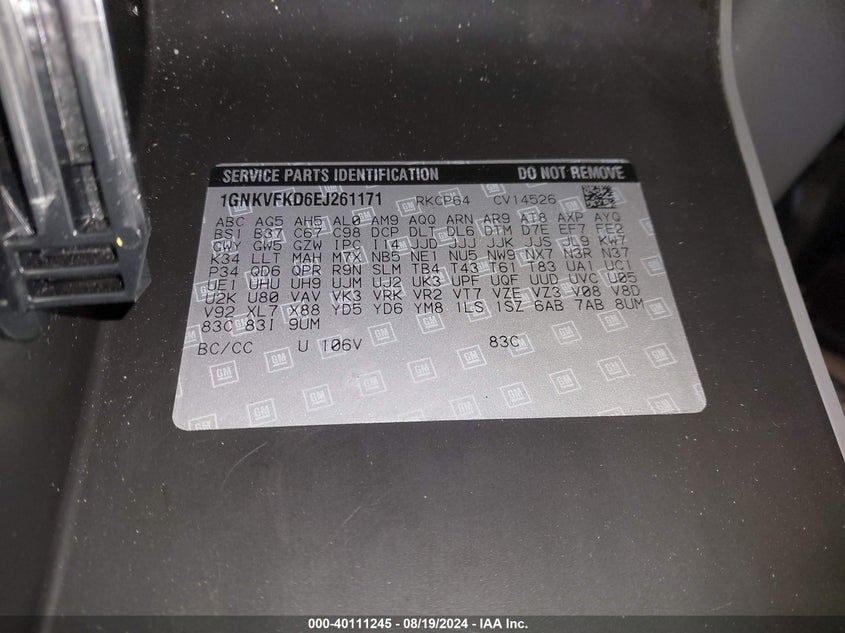 SERVICE PARTS IDENTIFICATION DO NOT REMOVE
1GNKVFKD6EJ261171 RKCP64 CV14526
ABC AG5 AH5 AL0 AM9 AQQ ARN AR9 AT8 AXP AYQ
BS1 B37 C67 C98 DCP DLT DL6 DTM D7E EF7 FE2
GWY GW5 GZW IPC I14 JJD JJJ JJK JJS JL9 KW7
K34 LLT MAH M7X NB5 NE1 NU5 NW9 NX7 N3R N37
P34 QD6 QPR R9N SLM TB4 T43 T61 T83 UA1 UC1
UE1 UHU UH9 UJM UJ2 UK3 UPF UQF UUD UVC U05
U2K U80 VAV VK3 VRK VR2 VT7 VZE VZ3 V08 V8D
V92 XL7 X88 YD5 YD6 YM8 1LS 1SZ 6AB 7AB 8UM
83C 83I 9UM
BC/CC U 106V 83C
GM
000-40111245 - 08/19/2024 - IAA Inc.